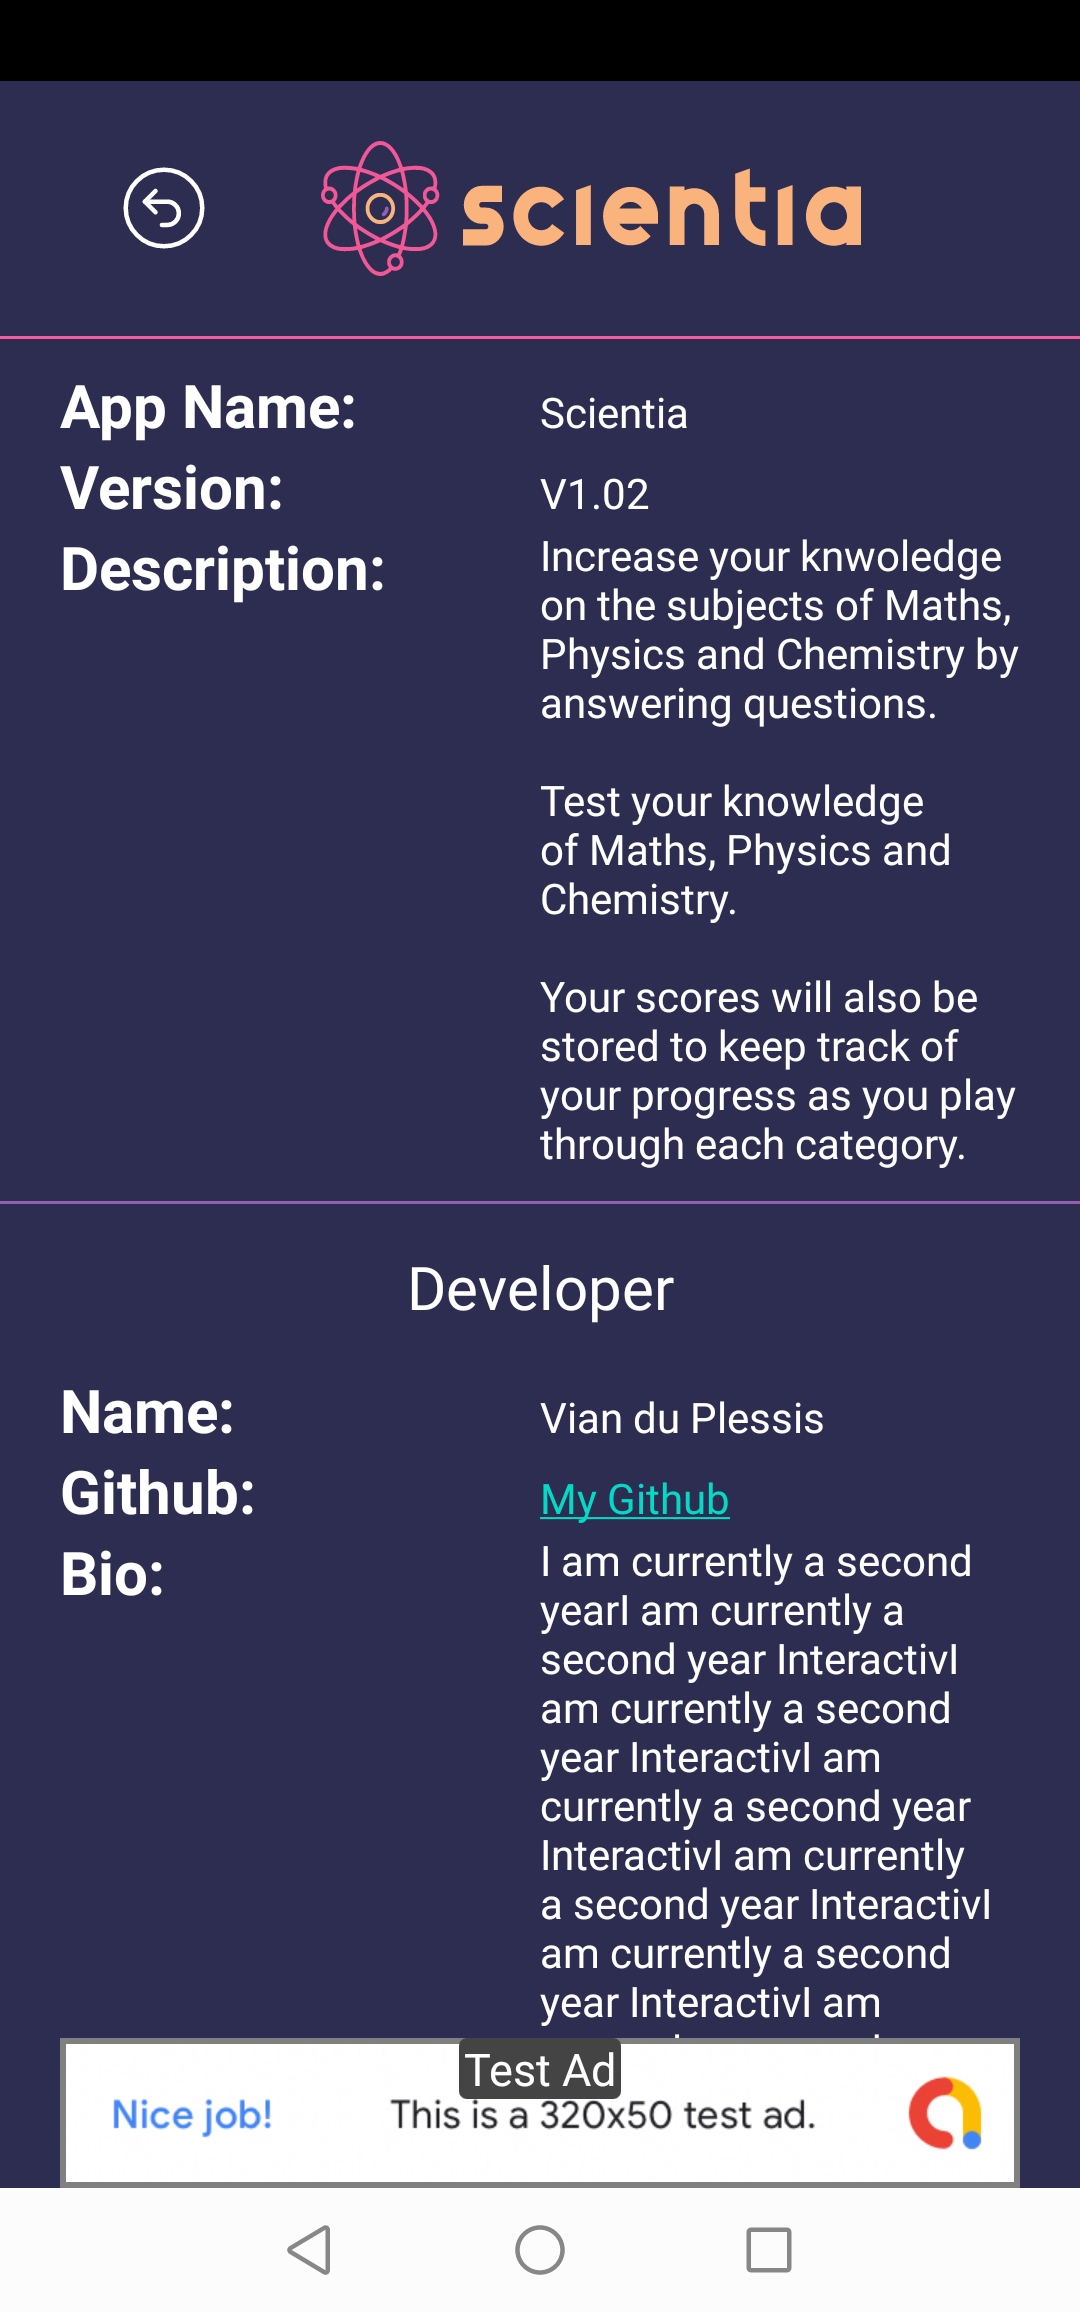 scientia
App Name: Scientia
Version: V1.02
Description: Increase your knwoledge
on the subjects of Maths,
Physics and Chemistry by
answering questions.
Test your knowledge
of Maths, Physics and
Chemistry.
Your scores will also be
stored to keep track of
your progress as you play
through each category.
Developer
Name: Vian du Plessis
Github: My Github
Bio: I am currently a second
yearI am currently a
second year InteractivI
am currently a second
year InteractivI am
currently a second year
InteractivI am currently
a second year InteractivI
am currently a second
year InteractivI am
Test Ad
Nice job! This is a 320x50 test ad.